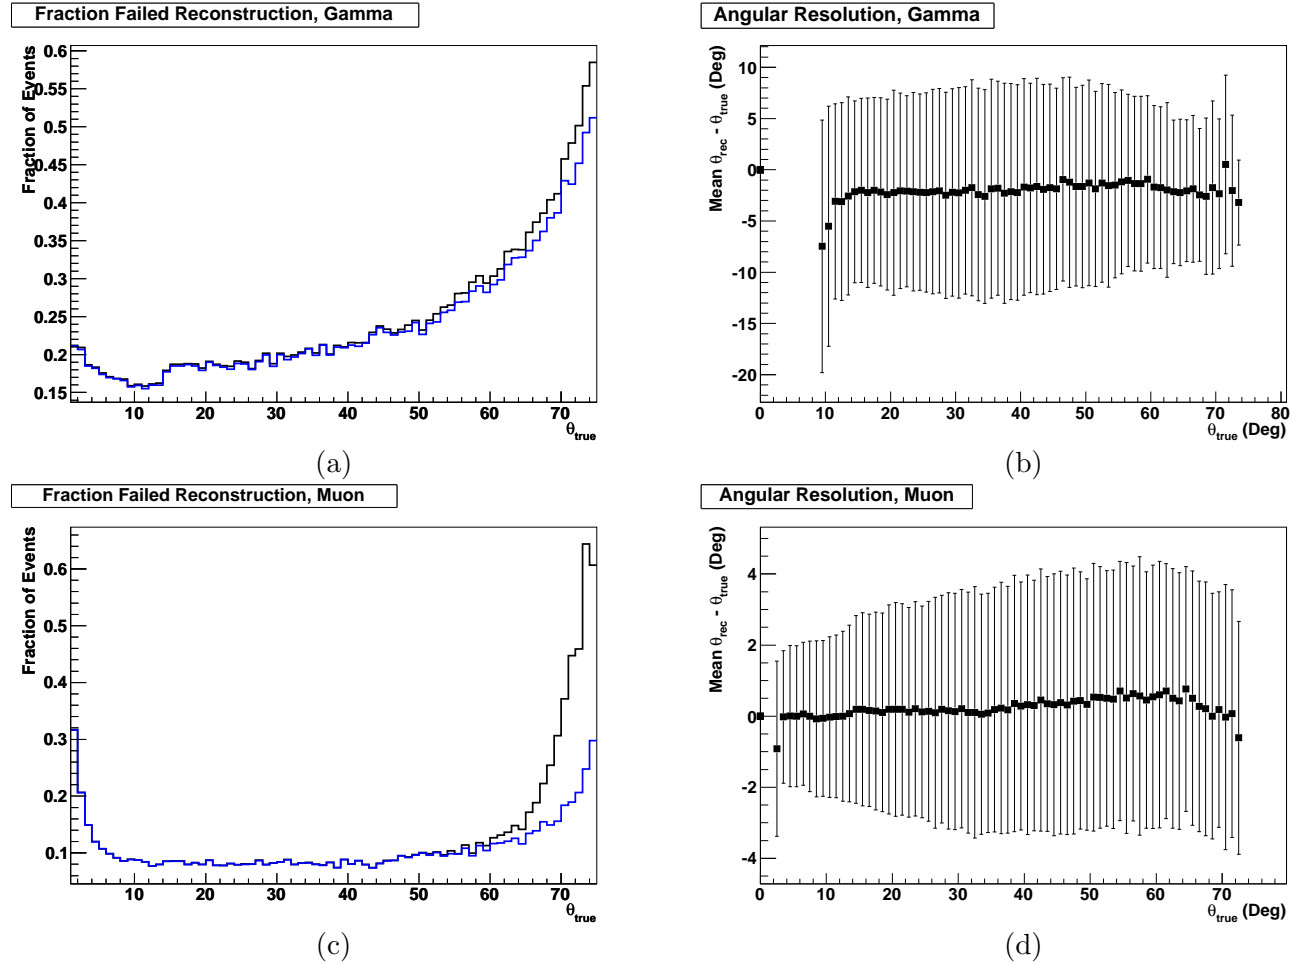 Fraction Failed Reconstruction, Gamma
Fraction of Events
0.6
0.55
0.5
0.45
0.4
0.35
0.3
0.25
0.2
0.15
10 20 30 40 50 60 70
θtrue
(a)
Angular Resolution, Gamma
Mean θrec - θtrue (Deg)
10
5
0
-5
-10
-15
-20
0 10 20 30 40 50 60 70 80
θtrue (Deg)
(b)
Fraction Failed Reconstruction, Muon
Fraction of Events
0.6
0.5
0.4
0.3
0.2
0.1
10 20 30 40 50 60 70
θtrue
(c)
Angular Resolution, Muon
Mean θrec - θtrue (Deg)
4
2
0
-2
-4
0 10 20 30 40 50 60 70
θtrue (Deg)
(d)